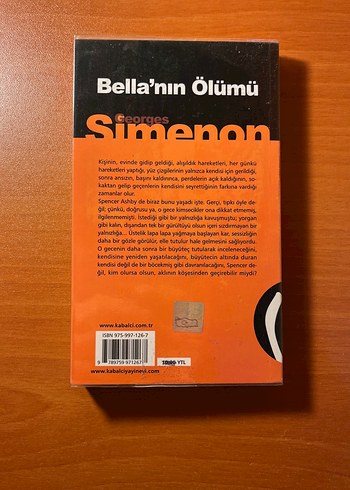 Bella'nın Ölümü
Georges
Simenon
Kişinin, evinde gidip geldiği, alışıldık hareketleri, her günkü
hareketleri yaptığı, yüz çizgilerinin yalnızca kendisi için gerildiği,
sonra ansızın, başını kaldırınca, perdelerin açık kaldığının, so-
kaktan gelip geçenlerin kendisini seyrettiğinin farkına vardığı
zamanlar olur.
Spencer Ashby de biraz bunu yaşadı işte. Gerçi, tıpkı öyle de-
ğil; çünkü, doğrusu ya, o gece kimsecikler ona dikkat etmemiş,
ilgilenmemişti. İstediği gibi bir yalnızlığa kavuşmuştu; yorgan
gibi kalın, dışarıdan tek bir gürültüyü olsun içeri sızdırmayan bir
yalnızlığa... Üstelik lapa lapa yağmaya başlayan kar, sessizliğin
daha bir gözle görülür, elle tutulur hale gelmesini sağlıyordu.
O gecenin daha sonra bir büyüteç tutularak inceleneceğini,
kendisine yeniden yaşatılacağını, büyütecin altında duran
kendisi değil de bir böcekmiş gibi davranılacağını, Spencer de-
ğil, kim olursa olsun, aklının köşesinden geçirebilir miydi?
www.kabalci.com.tr
ISBN 975-997-126-7
9 789759 971267
YTL
www.kabalciyayinevi.com